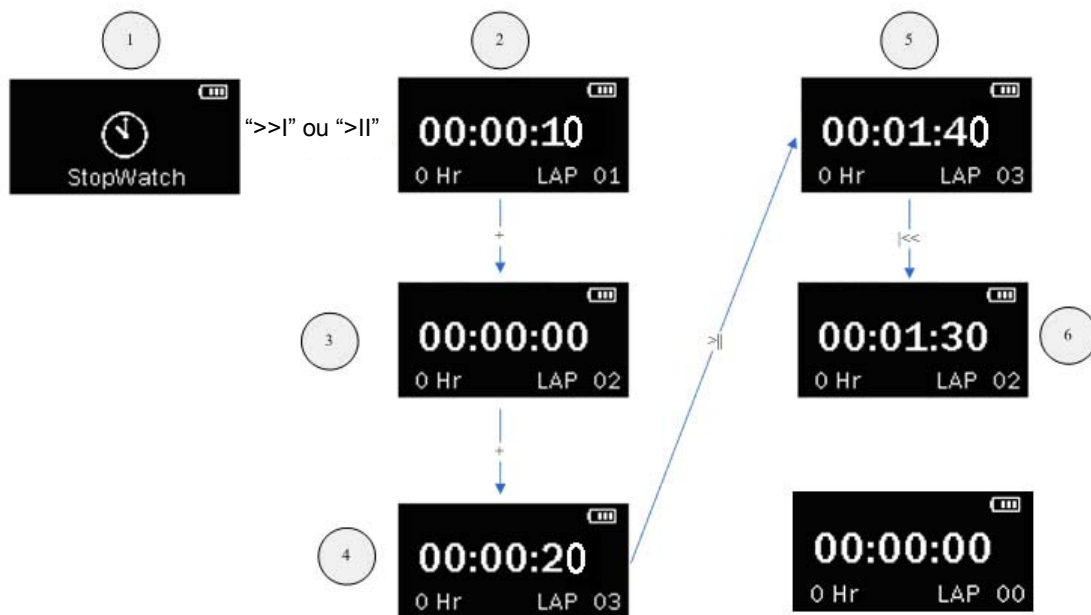 1
StopWatch
“>>I” ou “>II”
2
00:00:10
0 Hr LAP 01
+
3
00:00:00
0 Hr LAP 02
+
4
00:00:20
0 Hr LAP 03
>||
5
00:01:40
0 Hr LAP 03
|<<
6
00:01:30
0 Hr LAP 02
00:00:00
0 Hr LAP 00